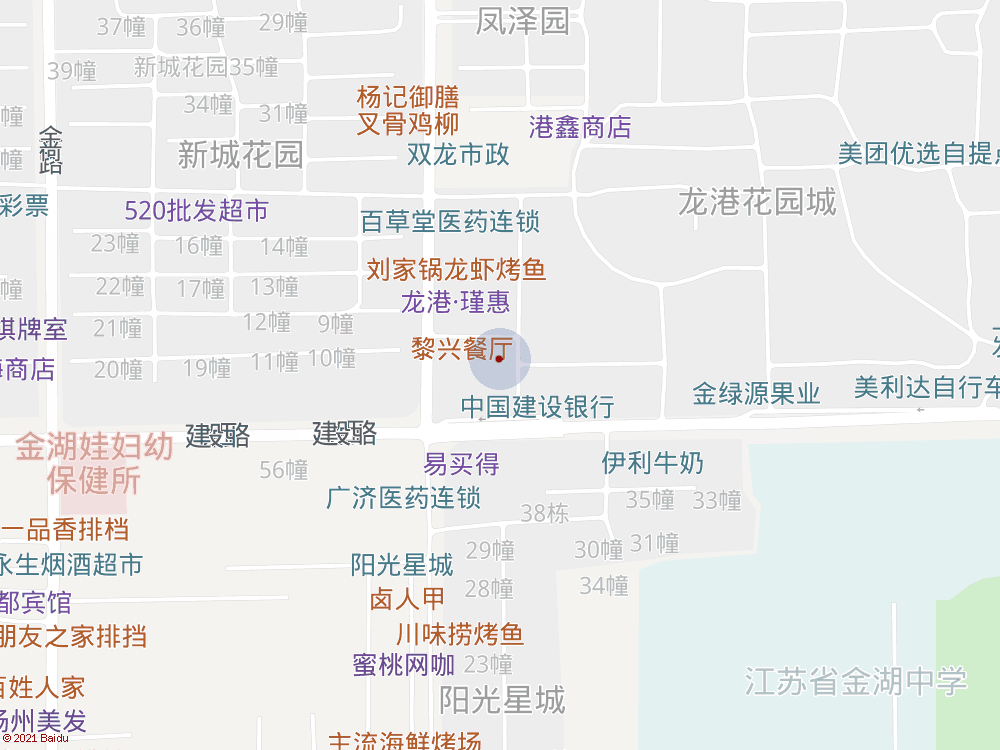 凤泽园
37幢
36幢
29幢
39幢
新城花园35幢
34幢
31幢
杨记御膳
叉骨鸡柳
港鑫商店
金荷路
新城花园
双龙市政
美团优选自提点
幢
幢
彩票
520批发超市
百草堂医药连锁
龙港花园城
23幢
16幢
14幢
刘家锅龙虾烤鱼
22幢
17幢
13幢
幢
龙港·瑾惠
棋牌室
21幢
12幢
9幢
黎兴餐厅
商店
20幢
19幢
11幢
10幢
中国建设银行
金绿源果业
美利达自行车
建设路
建设路
金湖娃妇幼
保健所
56幢
易买得
伊利牛奶
广济医药连锁
35幢
33幢
38栋
一品香排档
29幢
30幢
31幢
永生烟酒超市
阳光星城
28幢
34幢
都宾馆
卤人甲
朋友之家排挡
川味捞烤鱼
蜜桃网咖
23幢
百姓人家
阳光星城
江苏省金湖中学
扬州美发
主流海鲜烤场
© 2021 Baidu